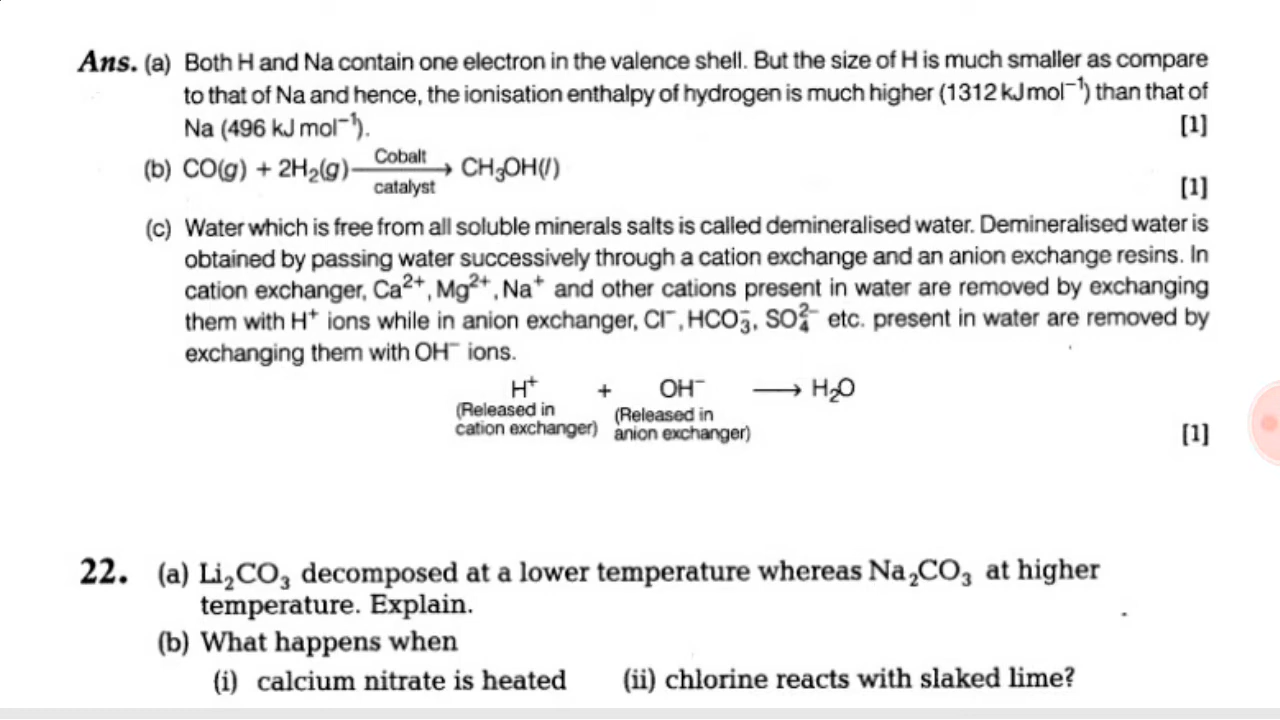 Ans. (a) Both H and Na contain one electron in the valence shell. But the size of H is much smaller as compare
to that of Na and hence, the ionisation enthalpy of hydrogen is much higher (1312 kJ mol⁻¹) than that of
Na (496 kJ mol⁻¹). [1]
(b) CO(g) + 2H₂(g) —Cobalt catalyst→ CH₃OH(l)
[1]
(c) Water which is free from all soluble minerals salts is called demineralised water. Demineralised water is
obtained by passing water successively through a cation exchange and an anion exchange resins. In
cation exchanger, Ca²⁺, Mg²⁺, Na⁺ and other cations present in water are removed by exchanging
them with H⁺ ions while in anion exchanger, Cl⁻, HCO₃⁻, SO₄²⁻ etc. present in water are removed by
exchanging them with OH⁻ ions.
H⁺ + OH⁻ ⟶ H₂O
(Released in (Released in
cation exchanger) anion exchanger)
[1]
22. (a) Li₂CO₃ decomposed at a lower temperature whereas Na₂CO₃ at higher
temperature. Explain.
(b) What happens when
(i) calcium nitrate is heated (ii) chlorine reacts with slaked lime?